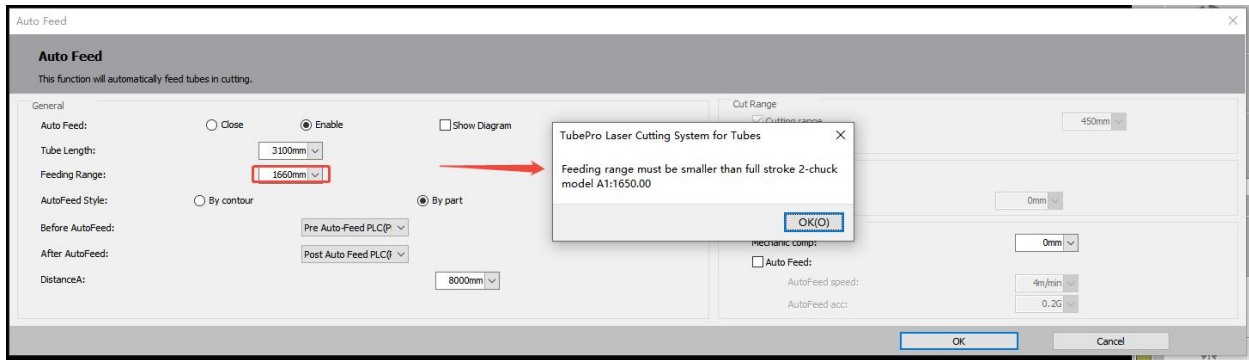 Auto Feed
Auto Feed
This function will automatically feed tubes in cutting.
General
Auto Feed:
Close
Enable
Show Diagram
Tube Length:
3100mm
Feeding Range:
1660mm
AutoFeed Style:
By contour
By part
Before AutoFeed:
Pre Auto-Feed PLC(P
After AutoFeed:
Post Auto Feed PLC(F
DistanceA:
8000mm
Cut Range
Cutting range
450mm
TubePro Laser Cutting System for Tubes
Feeding range must be smaller than full stroke 2-chuck
model A1:1650.00
OK(O)
0mm
Mechanic comp:
0mm
Auto Feed:
AutoFeed speed:
4m/min
AutoFeed acc:
0.2G
OK
Cancel